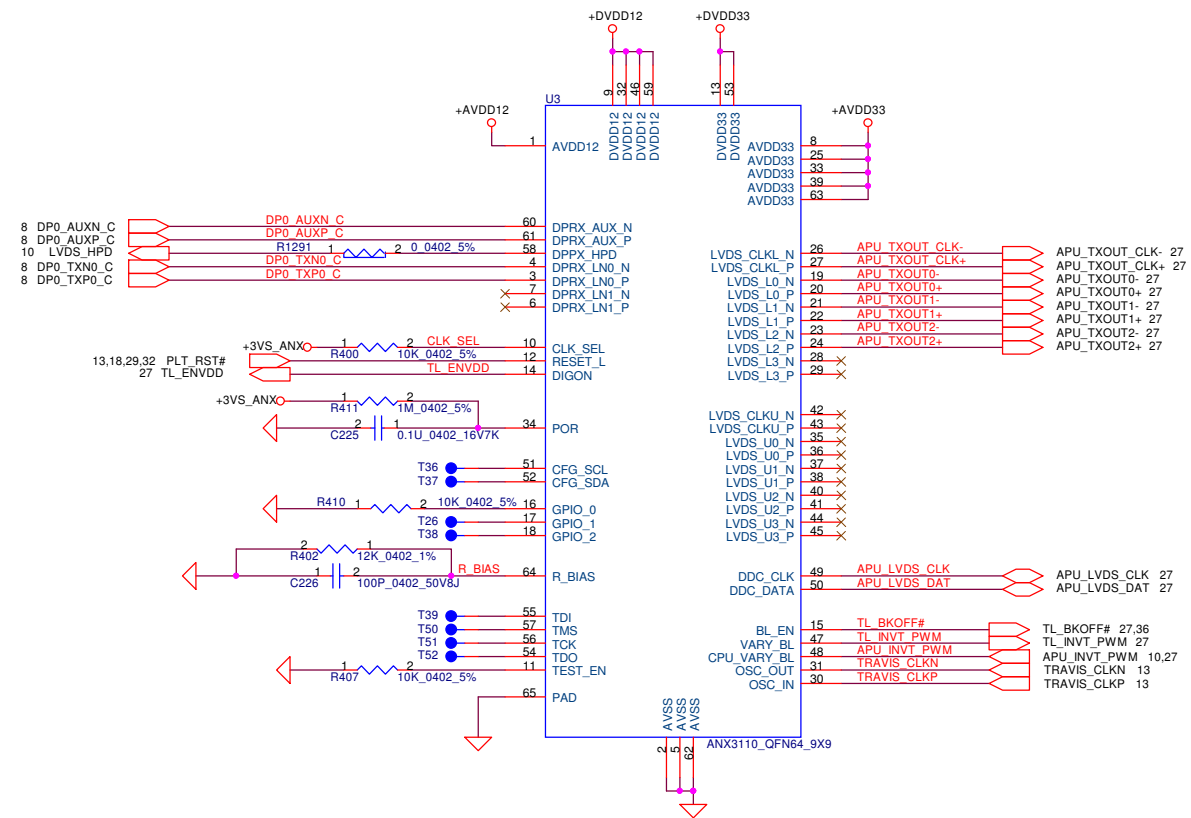 +DVDD12
+DVDD33
9
32
46
59
13
53
U3
+AVDD12
+AVDD33
1
AVDD12
DVDD12
DVDD12
DVDD12
DVDD12
DVDD33
DVDD33
AVDD33 8
AVDD33 25
AVDD33 33
AVDD33 39
AVDD33 63
8 DP0_AUXN_C DP0_AUXN_C 60 DPRX_AUX_N
8 DP0_AUXP_C DP0_AUXP_C 61 DPRX_AUX_P
10 LVDS_HPD R1291 1 2 0_0402_5% 58 DPPX_HPD
8 DP0_TXN0_C DP0_TXN0_C 4 DPRX_LN0_N
8 DP0_TXP0_C DP0_TXP0_C 3 DPRX_LN0_P
7 DPRX_LN1_N
6 DPRX_LN1_P
LVDS_CLKL_N 26 APU_TXOUT_CLK- APU_TXOUT_CLK- 27
LVDS_CLKL_P 27 APU_TXOUT_CLK+ APU_TXOUT_CLK+ 27
LVDS_L0_N 19 APU_TXOUT0- APU_TXOUT0- 27
LVDS_L0_P 20 APU_TXOUT0+ APU_TXOUT0+ 27
LVDS_L1_N 21 APU_TXOUT1- APU_TXOUT1- 27
LVDS_L1_P 22 APU_TXOUT1+ APU_TXOUT1+ 27
LVDS_L2_N 23 APU_TXOUT2- APU_TXOUT2- 27
LVDS_L2_P 24 APU_TXOUT2+ APU_TXOUT2+ 27
LVDS_L3_N 28
LVDS_L3_P 29
+3VS_ANX 1 2 CLK_SEL 10 CLK_SEL
R400 10K_0402_5%
13,18,29,32 PLT_RST# 12 RESET_L
27 TL_ENVDD TL_ENVDD 14 DIGON
+3VS_ANX 1 2
R411 1M_0402_5%
2 1 34 POR
C225 0.1U_0402_16V7K
LVDS_CLKU_N 42
LVDS_CLKU_P 43
LVDS_U0_N 35
LVDS_U0_P 36
LVDS_U1_N 37
LVDS_U1_P 38
LVDS_U2_N 40
LVDS_U2_P 41
LVDS_U3_N 44
LVDS_U3_P 45
T36 51 CFG_SCL
T37 52 CFG_SDA
R410 1 2 10K_0402_5% 16 GPIO_0
T26 17 GPIO_1
T38 18 GPIO_2
2 1
R402 12K_0402_1%
1 2 R_BIAS 64 R_BIAS
C226 100P_0402_50V8J
DDC_CLK 49 APU_LVDS_CLK APU_LVDS_CLK 27
DDC_DATA 50 APU_LVDS_DAT APU_LVDS_DAT 27
T39 55 TDI
T50 57 TMS
T51 56 TCK
T52 54 TDO
1 2 11 TEST_EN
R407 10K_0402_5%
65 PAD
BL_EN 15 TL_BKOFF# TL_BKOFF# 27,36
VARY_BL 47 TL_INVT_PWM TL_INVT_PWM 27
CPU_VARY_BL 48 APU_INVT_PWM APU_INVT_PWM 10,27
OSC_OUT 31 TRAVIS_CLKN TRAVIS_CLKN 13
OSC_IN 30 TRAVIS_CLKP TRAVIS_CLKP 13
AVSS
AVSS
AVSS
2
5
62
ANX3110_QFN64_9X9